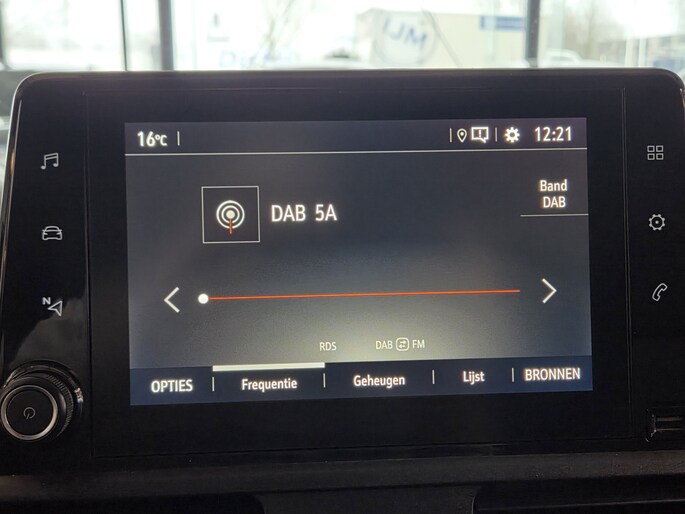 16°C
12:21
DAB 5A
Band
DAB
N
RDS
DAB FM
OPTIES
Frequentie
Geheugen
Lijst
BRONNEN